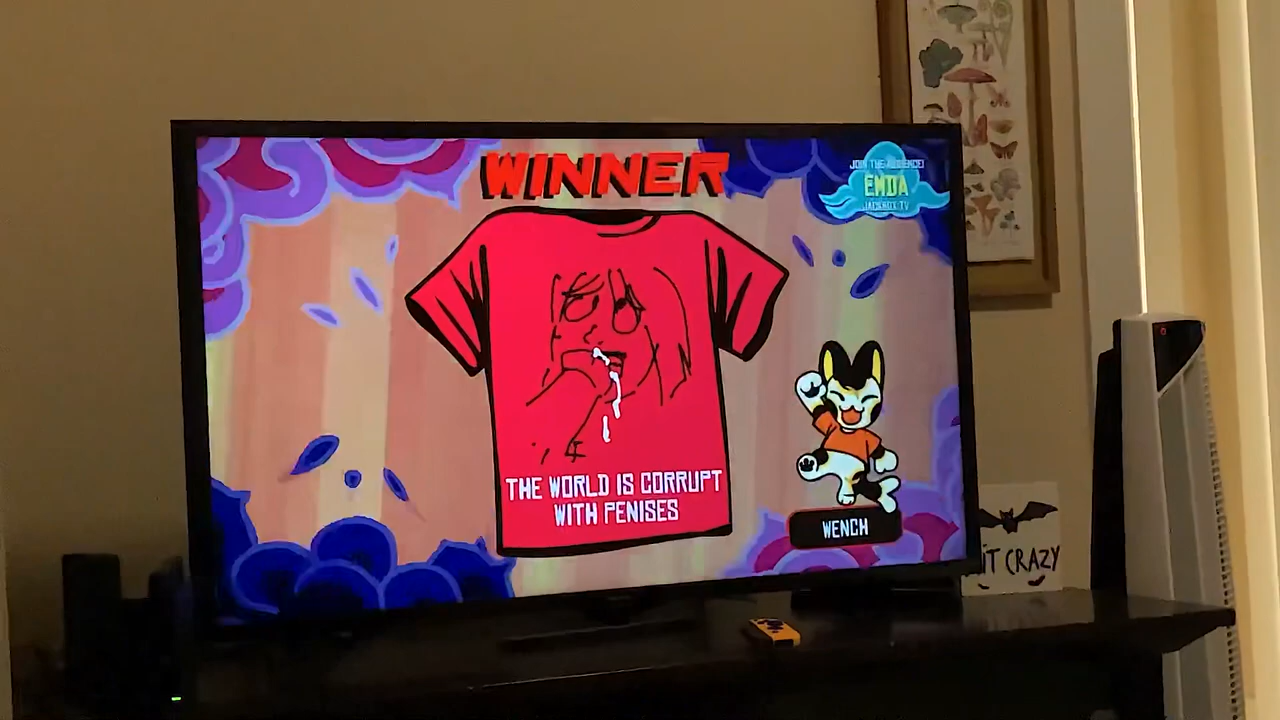 WINNER
JOIN THE AUDIENCE!
EMDA
JACKBOX.TV
THE WORLD IS CORRUPT
WITH PENISES
WENCH
IT CRAZY